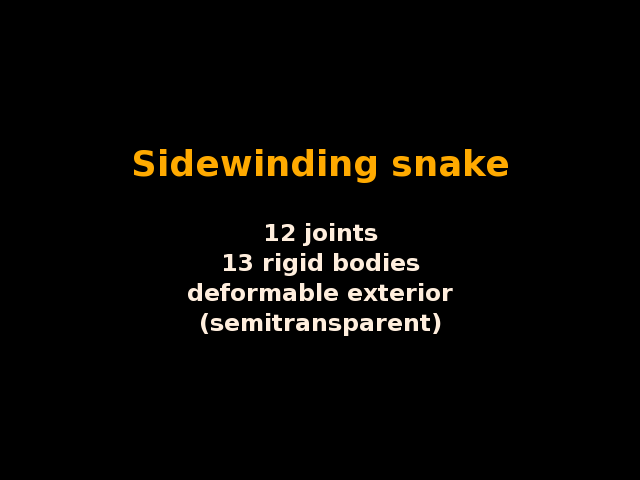 Sidewinding snake
12 joints
13 rigid bodies
deformable exterior
(semitransparent)